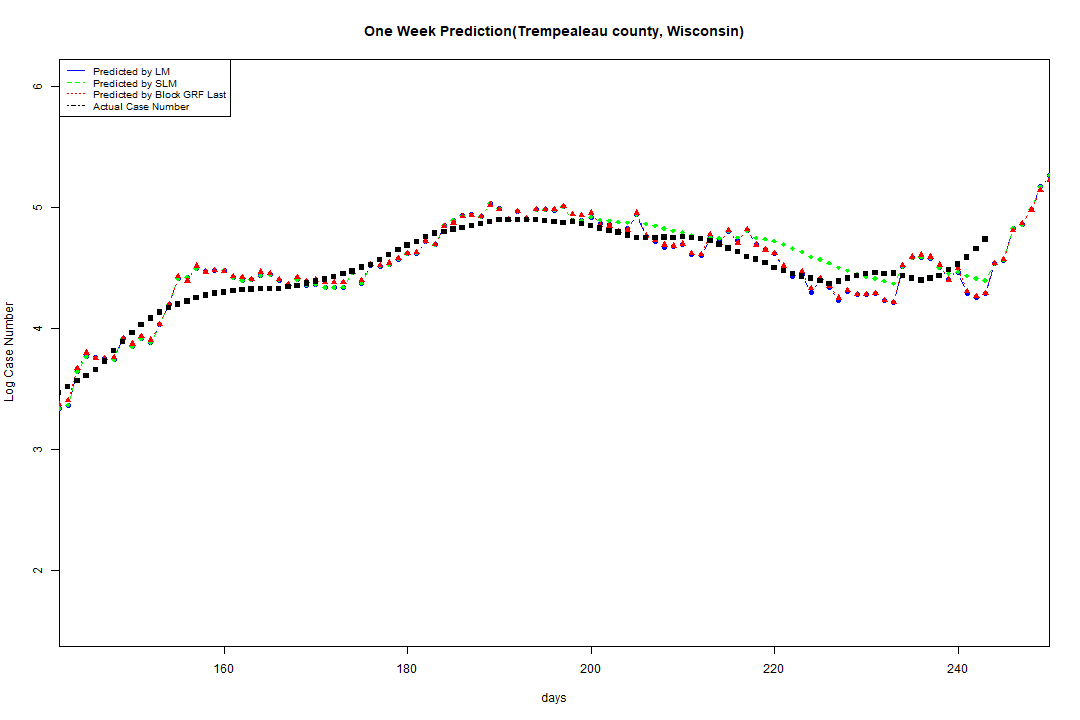 One Week Prediction(Trempealeau county, Wisconsin)
Predicted by LM
Predicted by SLM
Predicted by Block GRF Last
Actual Case Number
6
5
4
3
2
Log Case Number
160 180 200 220 240
days